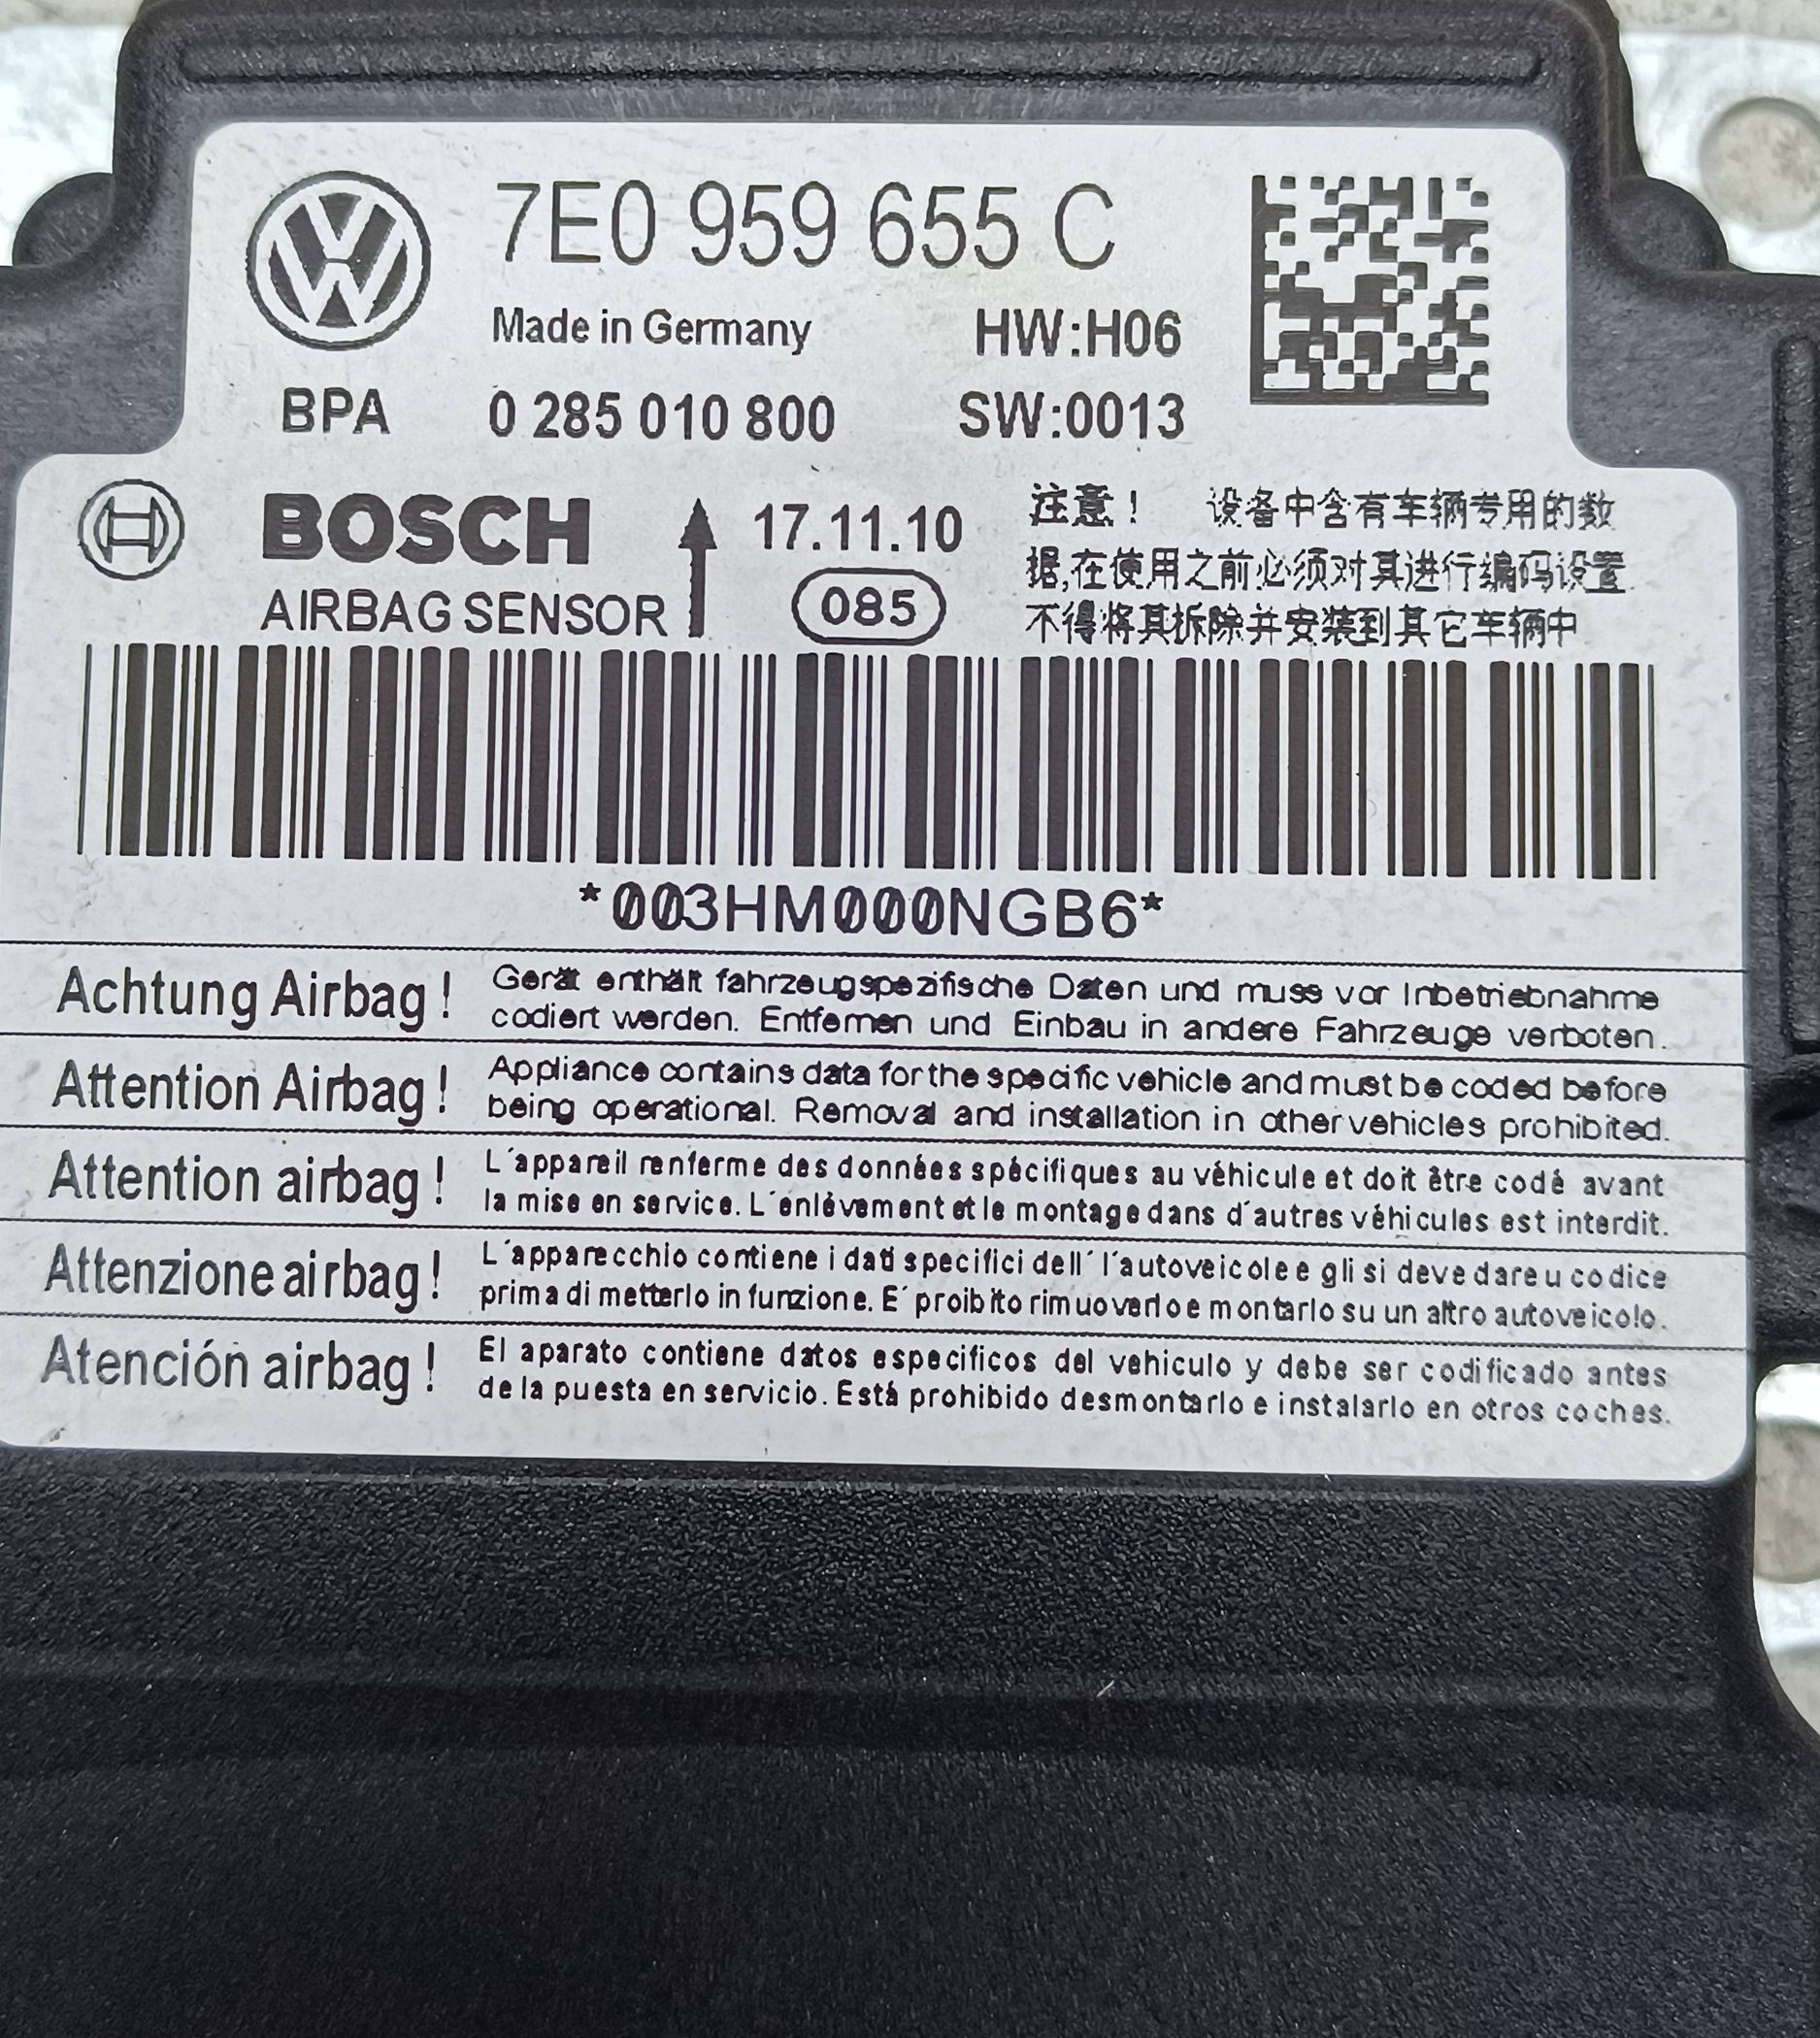 7E0 959 655 C
Made in Germany HW:H06
BPA 0 285 010 800 SW:0013
BOSCH 17.11.10
AIRBAG SENSOR 085
注意！ 设备中含有车辆专用的数
据,在使用之前必须对其进行编码设置
不得将其拆除并安装到其它车辆中
*003HM000NGB6*
Achtung Airbag! Gerät enthält fahrzeugspezifische Daten und muss vor Inbetriebnahme
codiert werden. Entfernen und Einbau in andere Fahrzeuge verboten.
Attention Airbag! Appliance contains data for the specific vehicle and must be coded before
being operational. Removal and installation in other vehicles prohibited.
Attention airbag! L´appareil renferme des données spécifiques au véhicule et doit être codé avant
la mise en service. L´enlèvement et le montage dans d´autres véhicules est interdit.
Attenzione airbag! L´apparecchio contiene i dati specifici dell´ l´autoveicolo e gli si deve dare u codice
prima di metterlo in funzione. E´ proibito rimuoverlo e montarlo su un altro autoveicolo.
Atención airbag! El aparato contiene datos especificos del vehiculo y debe ser codificado antes
de la puesta en servicio. Está prohibido desmontarlo e instalarlo en otros coches.